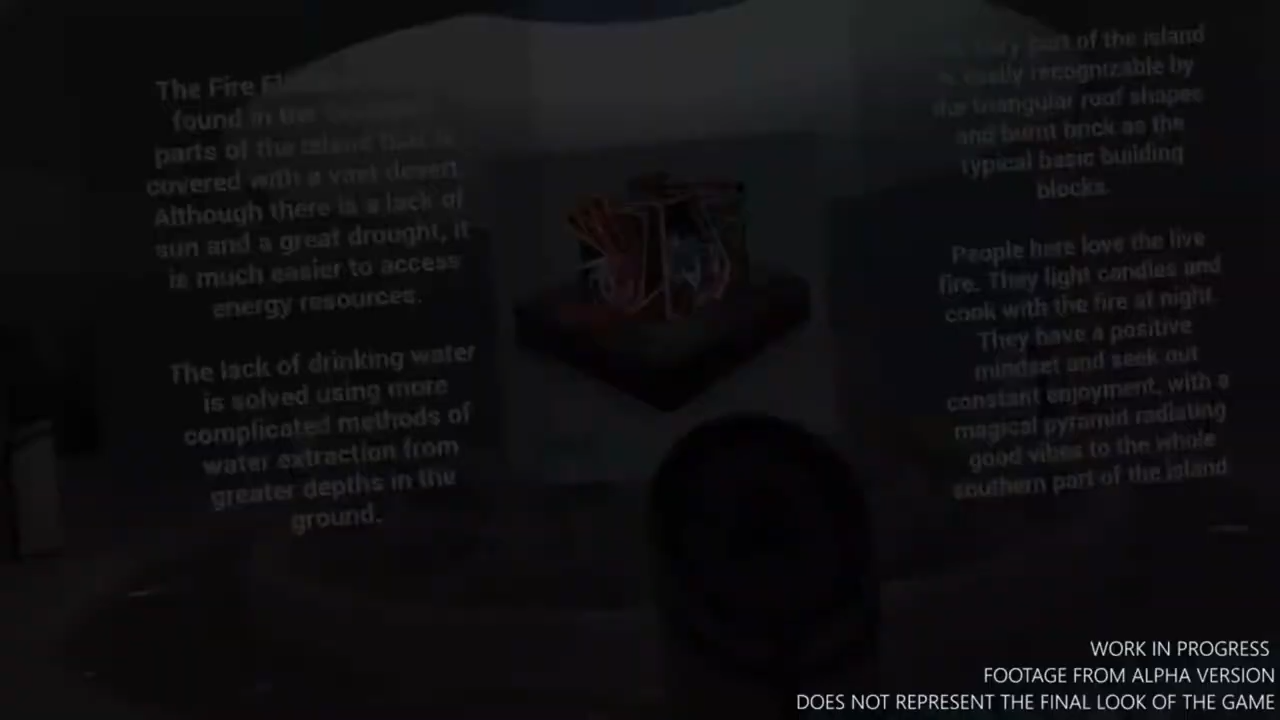 The Fire
found in the
parts of the island that is
covered with a vast desert.
Although there is a lack of
sun and a great drought, it
is much easier to access
energy resources.
The lack of drinking water
is solved using more
complicated methods of
water extraction from
greater depths in the
ground.
part of the island
is easily recognizable by
the triangular roof shapes
and burnt brick as the
typical basic building
blocks.
People here love the live
fire. They light candles and
cook with the fire at night.
They have a positive
mindset and seek out
constant enjoyment, with a
magical pyramid radiating
good vibes to the whole
southern part of the island
WORK IN PROGRESS
FOOTAGE FROM ALPHA VERSION
DOES NOT REPRESENT THE FINAL LOOK OF THE GAME